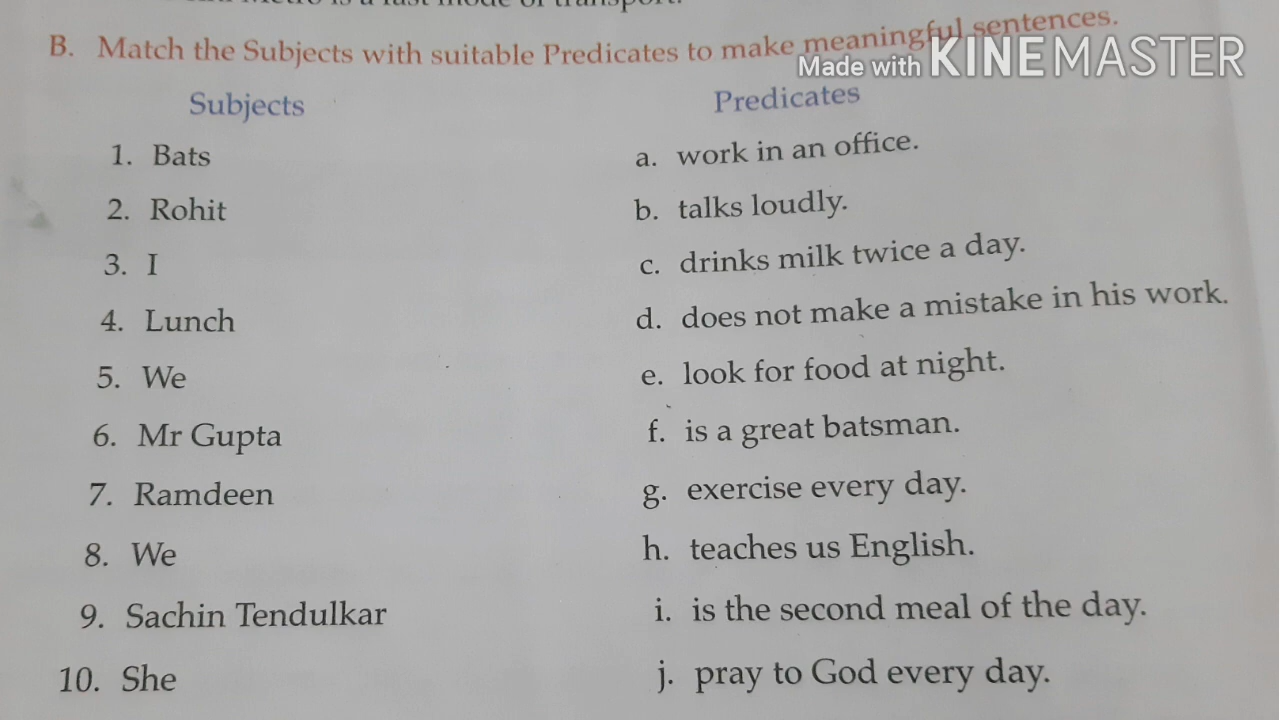 B. Match the Subjects with suitable Predicates to make meaningful sentences.
Made with KINEMASTER
Subjects Predicates
1. Bats a. work in an office.
2. Rohit b. talks loudly.
3. I c. drinks milk twice a day.
4. Lunch d. does not make a mistake in his work.
5. We e. look for food at night.
6. Mr Gupta f. is a great batsman.
7. Ramdeen g. exercise every day.
8. We h. teaches us English.
9. Sachin Tendulkar i. is the second meal of the day.
10. She j. pray to God every day.